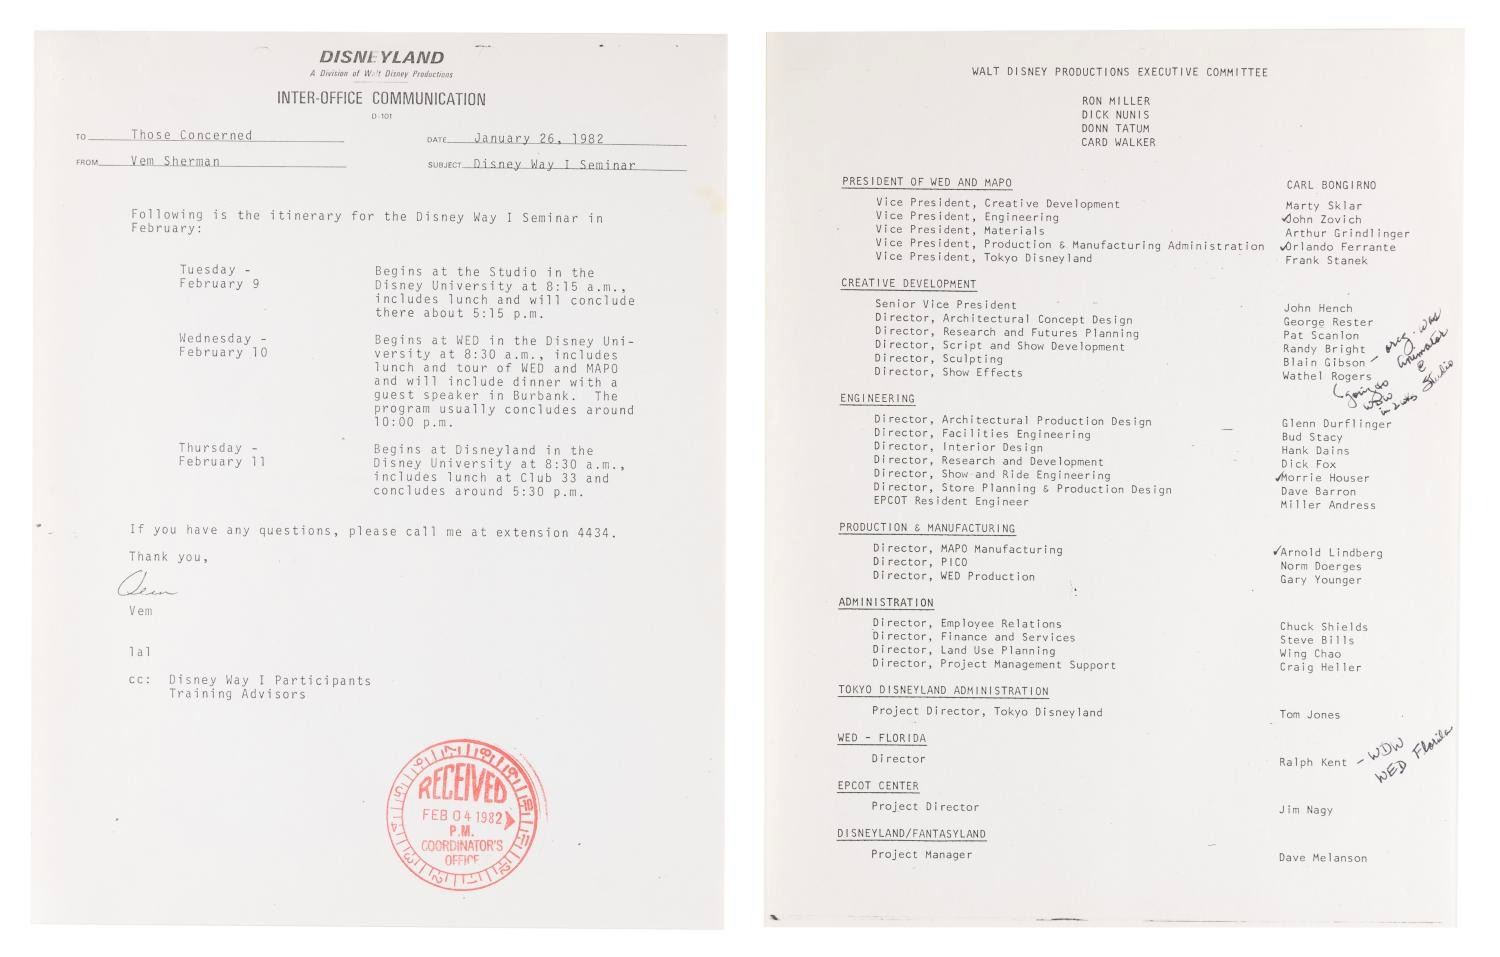 DISNEYLAND
A Division of Walt Disney Productions
INTER-OFFICE COMMUNICATION
D-101
TO Those Concerned DATE January 26, 1982
FROM Vem Sherman SUBJECT Disney Way I Seminar
Following is the itinerary for the Disney Way I Seminar in
February:
Tuesday - Begins at the Studio in the
February 9 Disney University at 8:15 a.m.,
includes lunch and will conclude
there about 5:15 p.m.
Wednesday - Begins at WED in the Disney Uni-
February 10 versity at 8:30 a.m., includes
lunch and tour of WED and MAPO
and will include dinner with a
guest speaker in Burbank. The
program usually concludes around
10:00 p.m.
Thursday - Begins at Disneyland in the
February 11 Disney University at 8:30 a.m.,
includes lunch at Club 33 and
concludes around 5:30 p.m.
If you have any questions, please call me at extension 4434.
Thank you,
Vem
Vem
lal
cc: Disney Way I Participants
Training Advisors
RECEIVED
FEB 04 1982
P.M.
COORDINATOR'S
OFFICE
WALT DISNEY PRODUCTIONS EXECUTIVE COMMITTEE
RON MILLER
DICK NUNIS
DONN TATUM
CARD WALKER
PRESIDENT OF WED AND MAPO CARL BONGIRNO
Vice President, Creative Development Marty Sklar
Vice President, Engineering ✓John Zovich
Vice President, Materials Arthur Grindlinger
Vice President, Production & Manufacturing Administration ✓Orlando Ferrante
Vice President, Tokyo Disneyland Frank Stanek
CREATIVE DEVELOPMENT
Senior Vice President John Hench
Director, Architectural Concept Design George Rester
Director, Research and Futures Planning Pat Scanlon
Director, Script and Show Development Randy Bright
Director, Sculpting Blain Gibson - orig. was animator @ Studio
Director, Show Effects Wathel Rogers
(going to
WDW
in 2 wks
ENGINEERING
Director, Architectural Production Design Glenn Durflinger
Director, Facilities Engineering Bud Stacy
Director, Interior Design Hank Dains
Director, Research and Development Dick Fox
Director, Show and Ride Engineering ✓Morrie Houser
Director, Store Planning & Production Design Dave Barron
EPCOT Resident Engineer Miller Andress
PRODUCTION & MANUFACTURING
Director, MAPO Manufacturing ✓Arnold Lindberg
Director, PICO Norm Doerges
Director, WED Production Gary Younger
ADMINISTRATION
Director, Employee Relations Chuck Shields
Director, Finance and Services Steve Bills
Director, Land Use Planning Wing Chao
Director, Project Management Support Craig Heller
TOKYO DISNEYLAND ADMINISTRATION
Project Director, Tokyo Disneyland Tom Jones
WED - FLORIDA
Director Ralph Kent - WDW
WED Florida
EPCOT CENTER
Project Director Jim Nagy
DISNEYLAND/FANTASYLAND
Project Manager Dave Melanson